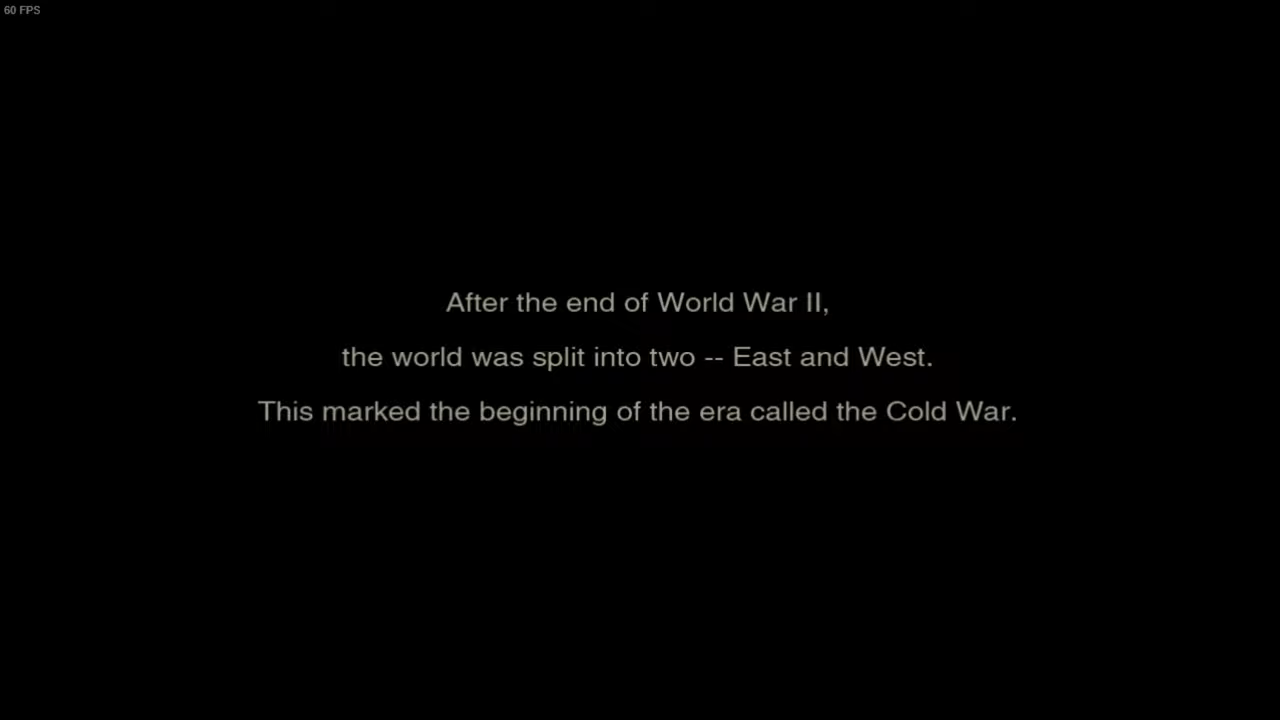 60 FPS
After the end of World War II,
the world was split into two -- East and West.
This marked the beginning of the era called the Cold War.